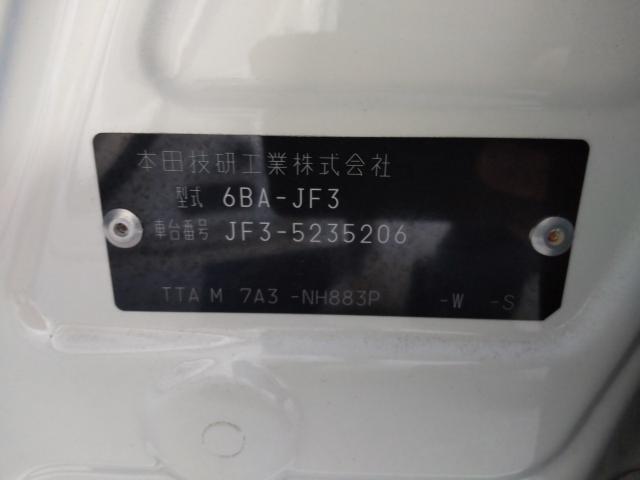 本田技研工業株式会社
型式 6BA-JF3
車台番号 JF3-5235206
TTA M 7A3 -NH883P -W -S